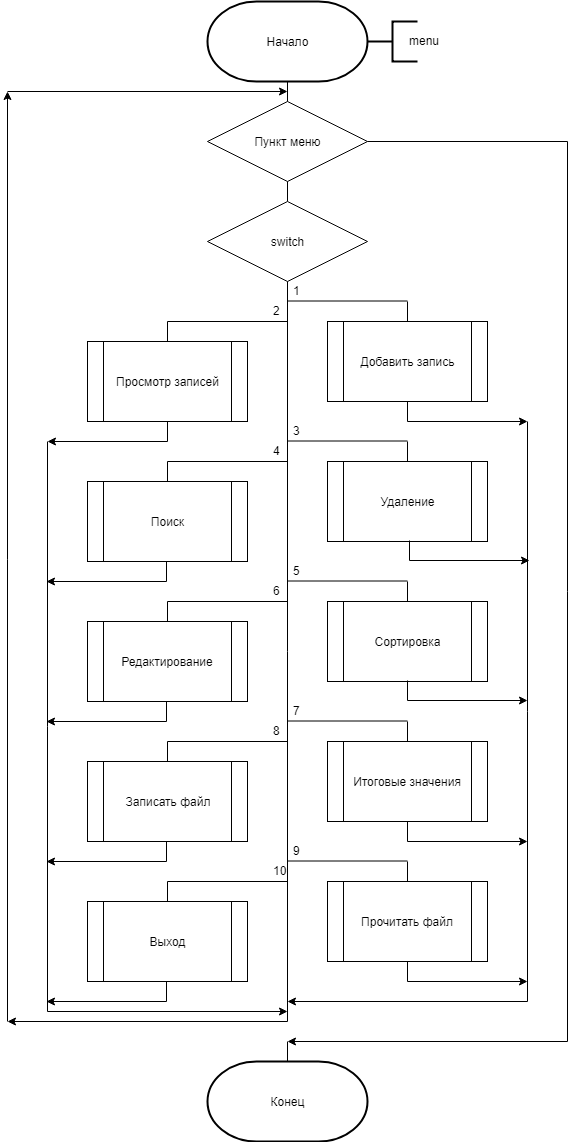 Начало
menu
Пункт меню
switch
1
2
Добавить запись
Просмотр записей
3
4
Удаление
Поиск
5
6
Сортировка
Редактирование
7
8
Итоговые значения
Записать файл
9
10
Прочитать файл
Выход
Конец